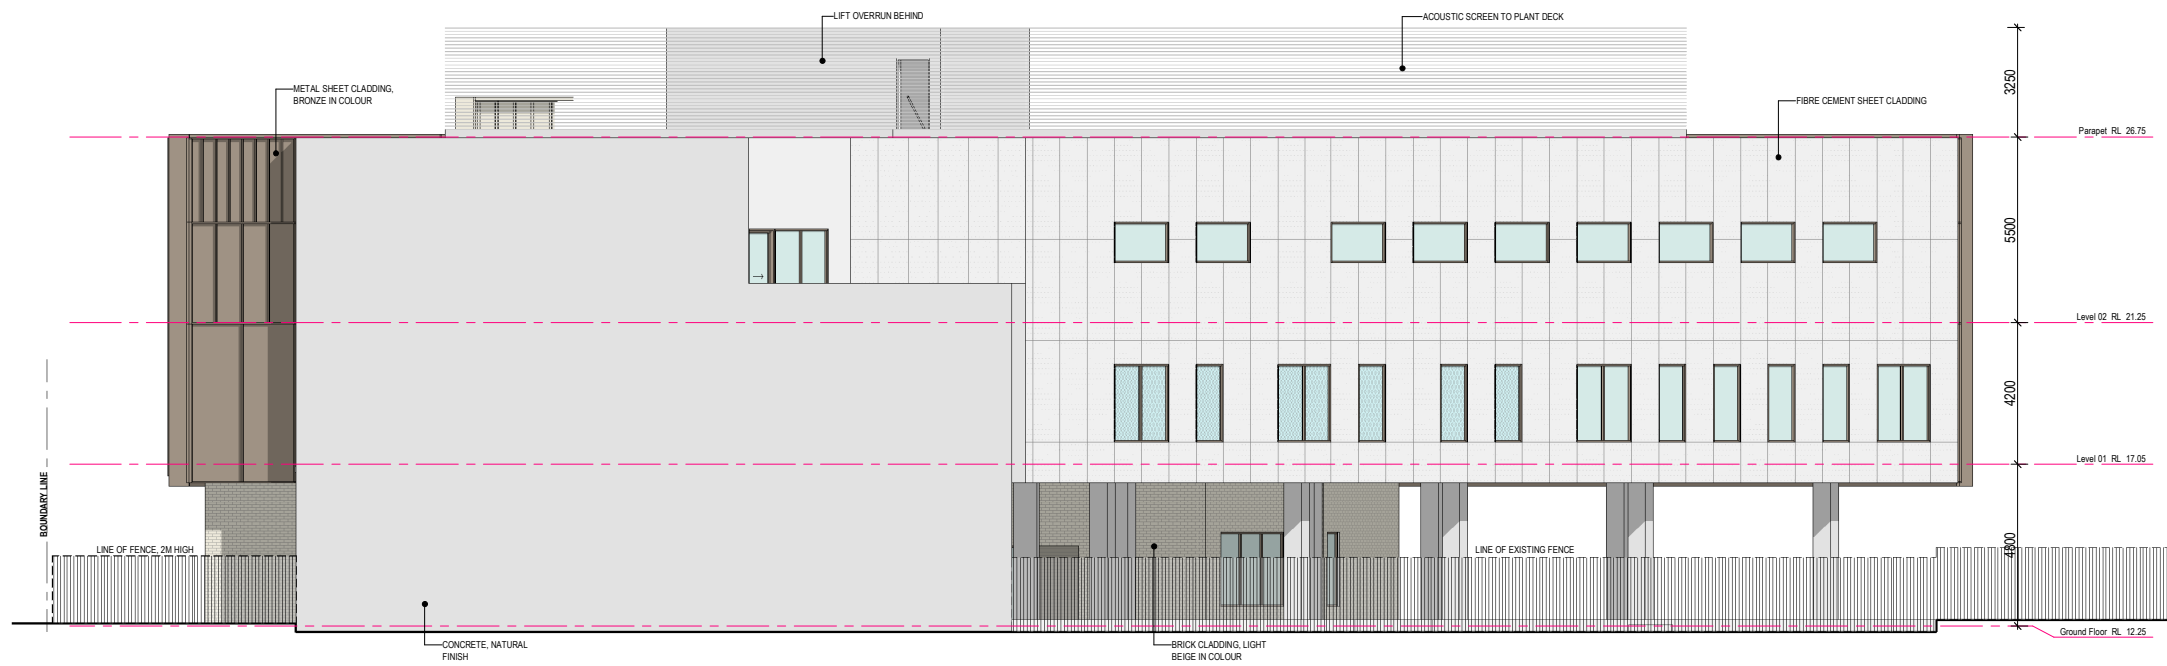 LIFT OVERRUN BEHIND
ACOUSTIC SCREEN TO PLANT DECK
METAL SHEET CLADDING,
BRONZE IN COLOUR
FIBRE CEMENT SHEET CLADDING
3250
Parapet RL 26.75
5500
Level 02 RL 21.25
4200
Level 01 RL 17.05
BOUNDARY LINE
LINE OF FENCE, 2M HIGH
LINE OF EXISTING FENCE
4800
Ground Floor RL 12.25
CONCRETE, NATURAL
FINISH
BRICK CLADDING, LIGHT
BEIGE IN COLOUR